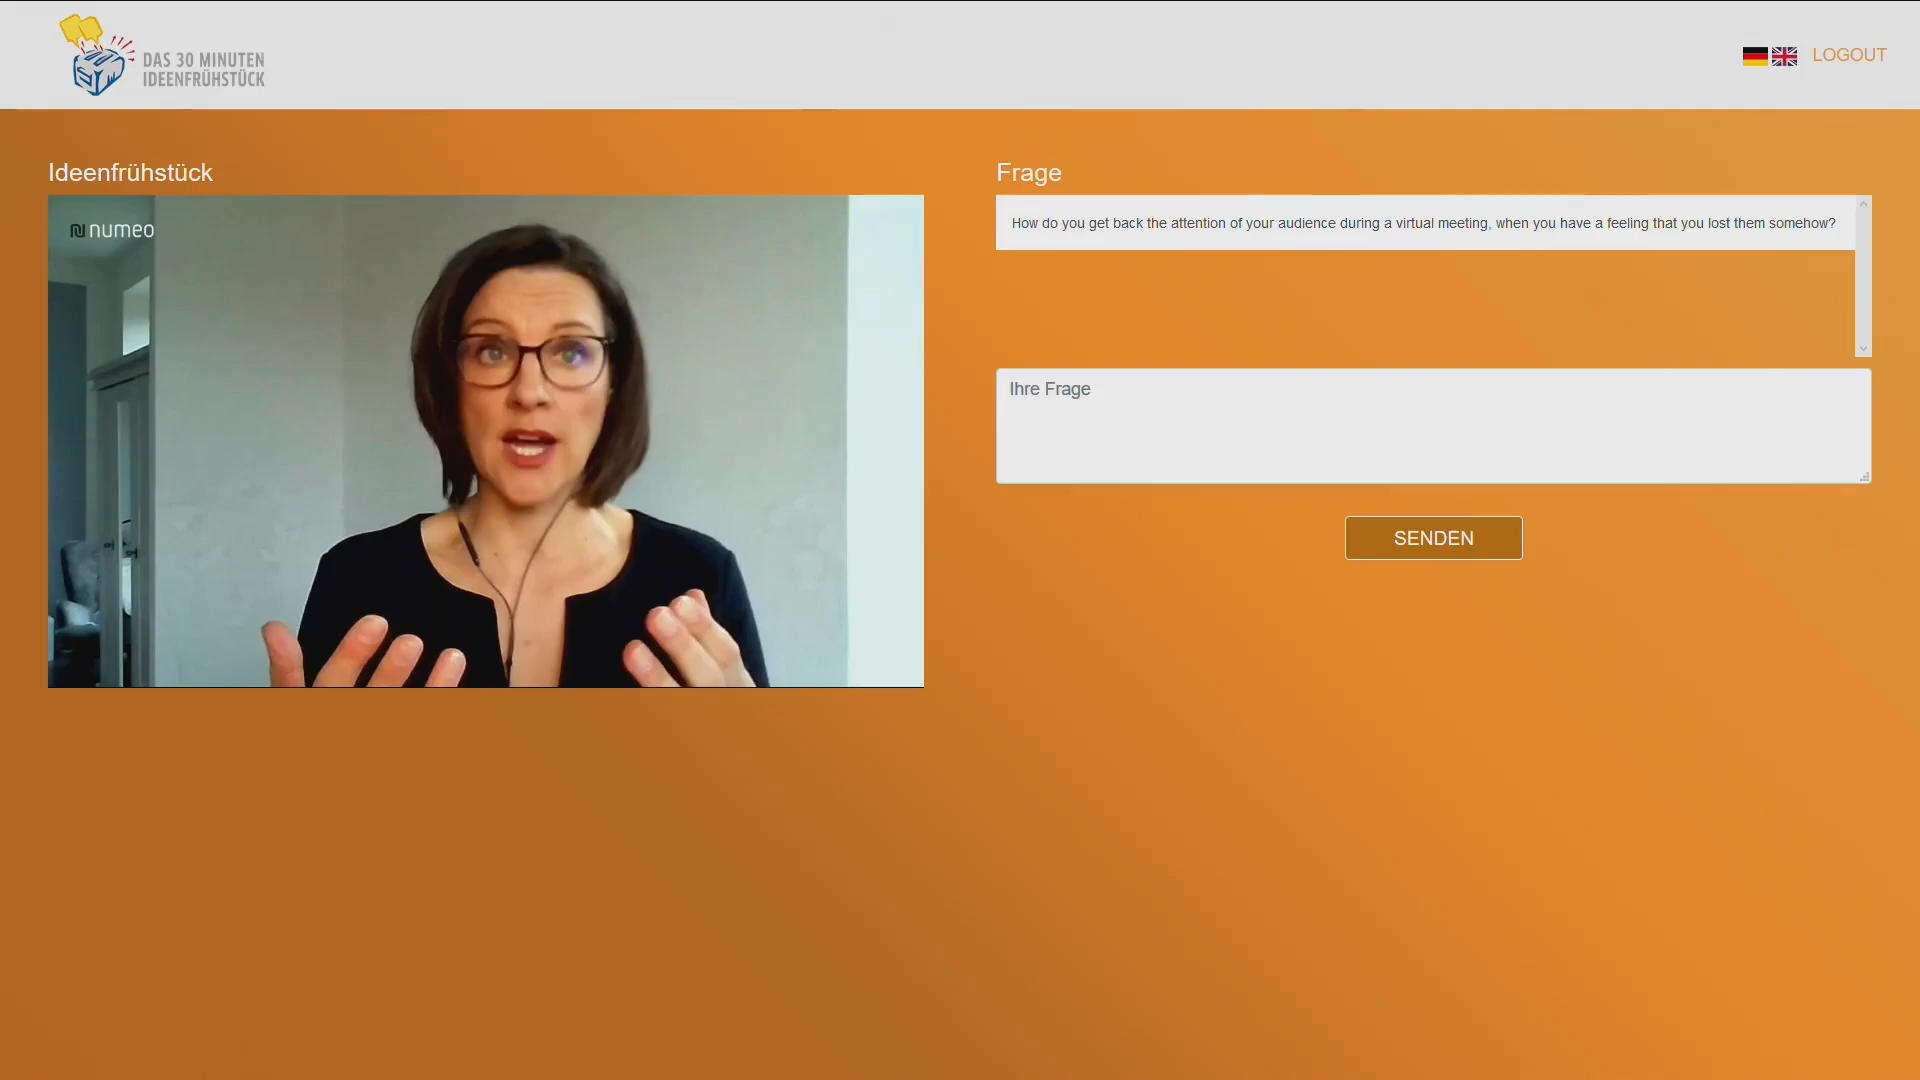 DAS 30 MINUTEN
IDEENFRÜHSTÜCK
LOGOUT
Ideenfrühstück
numeo
Frage
How do you get back the attention of your audience during a virtual meeting, when you have a feeling that you lost them somehow?
Ihre Frage
SENDEN